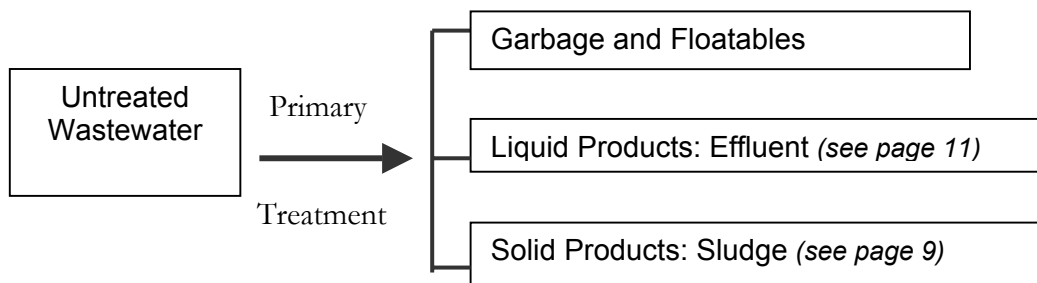 Garbage and Floatables
Untreated
Wastewater
Primary
Treatment
Liquid Products: Effluent (see page 11)
Solid Products: Sludge (see page 9)